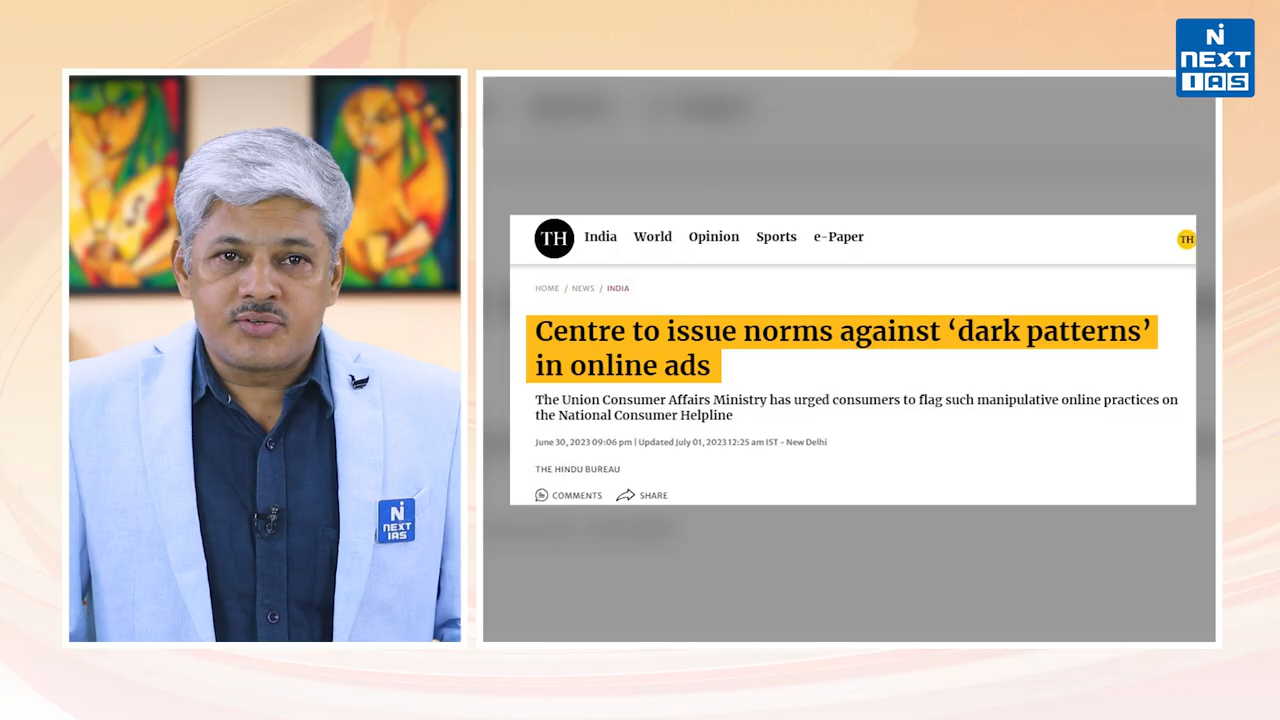 NEXT
IAS
NEXT
IAS
TH India World Opinion Sports e-Paper
TH
HOME / NEWS / INDIA
Centre to issue norms against ‘dark patterns’
in online ads
The Union Consumer Affairs Ministry has urged consumers to flag such manipulative online practices on
the National Consumer Helpline
June 30, 2023 09:06 pm | Updated July 01, 2023 12:25 am IST - New Delhi
THE HINDU BUREAU
COMMENTS SHARE